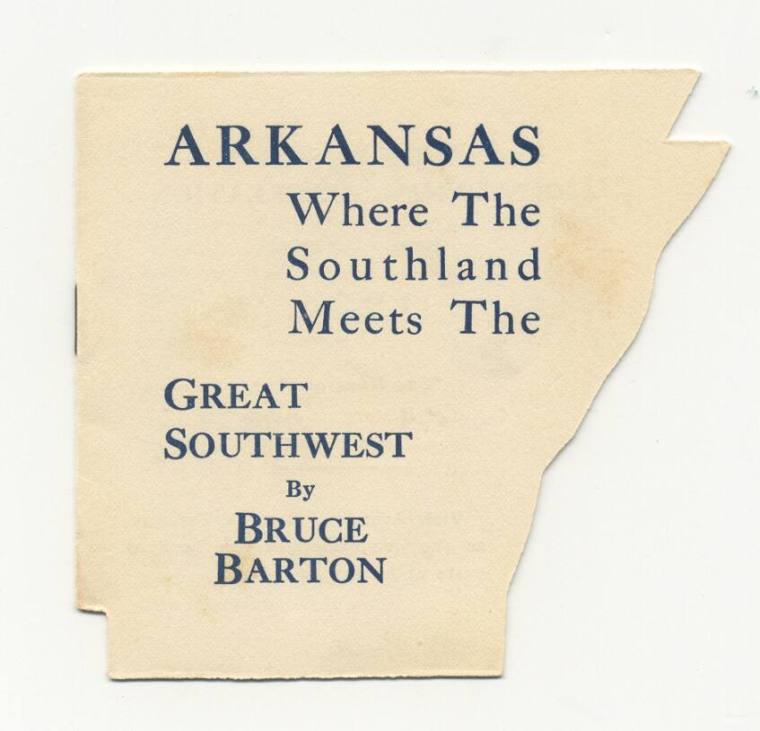 ARKANSAS
Where The
Southland
Meets The
GREAT
SOUTHWEST
By
BRUCE
BARTON